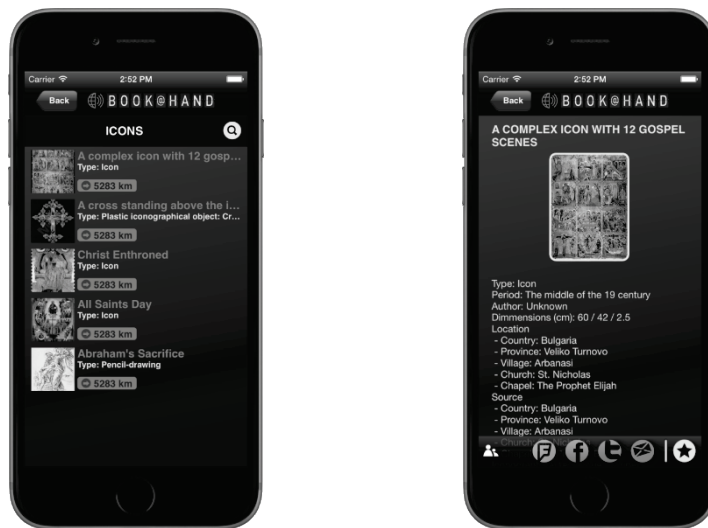 Carrier
2:52 PM
Back
BOOK@HAND
ICONS
A complex icon with 12 gosp...
Type: Icon
5283 km
A cross standing above the i...
Type: Plastic iconographical object: Cr...
5283 km
Christ Enthroned
Type: Icon
5283 km
All Saints Day
Type: Icon
5283 km
Abraham's Sacrifice
Type: Pencil-drawing
5283 km
Carrier
2:52 PM
Back
BOOK@HAND
A COMPLEX ICON WITH 12 GOSPEL
SCENES
Type: Icon
Period: The middle of the 19 century
Author: Unknown
Dimmensions (cm): 60 / 42 / 2.5
Location
- Country: Bulgaria
- Province: Veliko Turnovo
- Village: Arbanasi
- Church: St. Nicholas
- Chapel: The Prophet Elijah
Source
- Country: Bulgaria
- Province: Veliko Turnovo
- Village: Arbanasi
- Church: